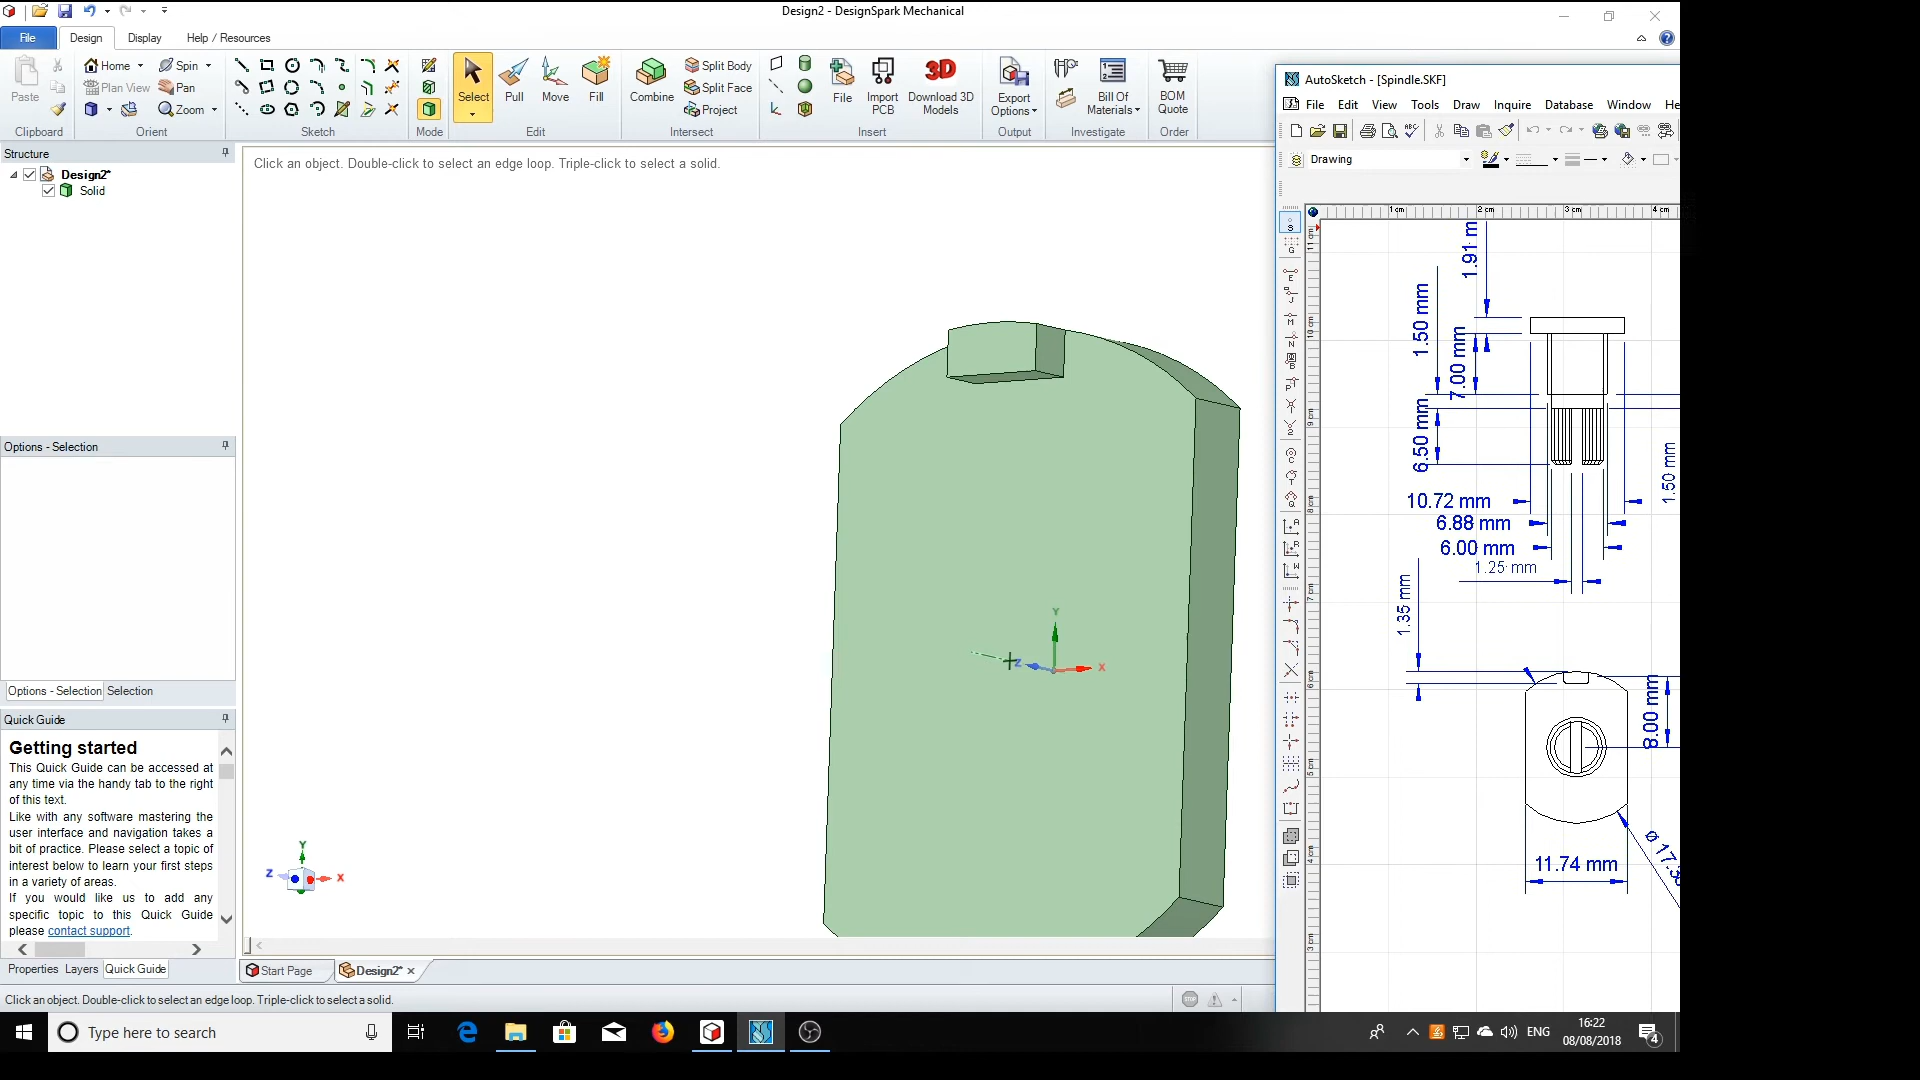 Design2 - DesignSpark Mechanical
File
Design
Display
Help / Resources
Paste
Home
Plan View
Spin
Pan
Zoom
Select
Pull
Move
Fill
Combine
Split Body
Split Face
Project
File
Import PCB
Download 3D Models
Export Options
Bill Of Materials
BOM Quote
Clipboard
Orient
Sketch
Mode
Edit
Intersect
Insert
Output
Investigate
Order
Structure
Design2*
Solid
Click an object. Double-click to select an edge loop. Triple-click to select a solid.
Options - Selection
Options - Selection
Selection
Quick Guide
Getting started
This Quick Guide can be accessed at
any time via the handy tab to the right
of this text.
Like with any software mastering the
user interface and navigation takes a
bit of practice. Please select a topic of
interest below to learn your first steps
in a variety of areas.
If you would like us to add any
specific topic to this Quick Guide
please contact support.
Properties
Layers
Quick Guide
Y
Z
X
Y
Z
X
Start Page
Design2*
Click an object. Double-click to select an edge loop. Triple-click to select a solid.
AutoSketch - [Spindle.SKF]
File
Edit
View
Tools
Draw
Inquire
Database
Window
He
Drawing
1 cm
2 cm
3 cm
4 cm
1.91 m
1.50 mm
7.00 mm
6.50 mm
1.50 mm
10.72 mm
6.88 mm
6.00 mm
1.25 mm
1.35 mm
8.00 mm
11.74 mm
Type here to search
ENG
16:22
08/08/2018
4